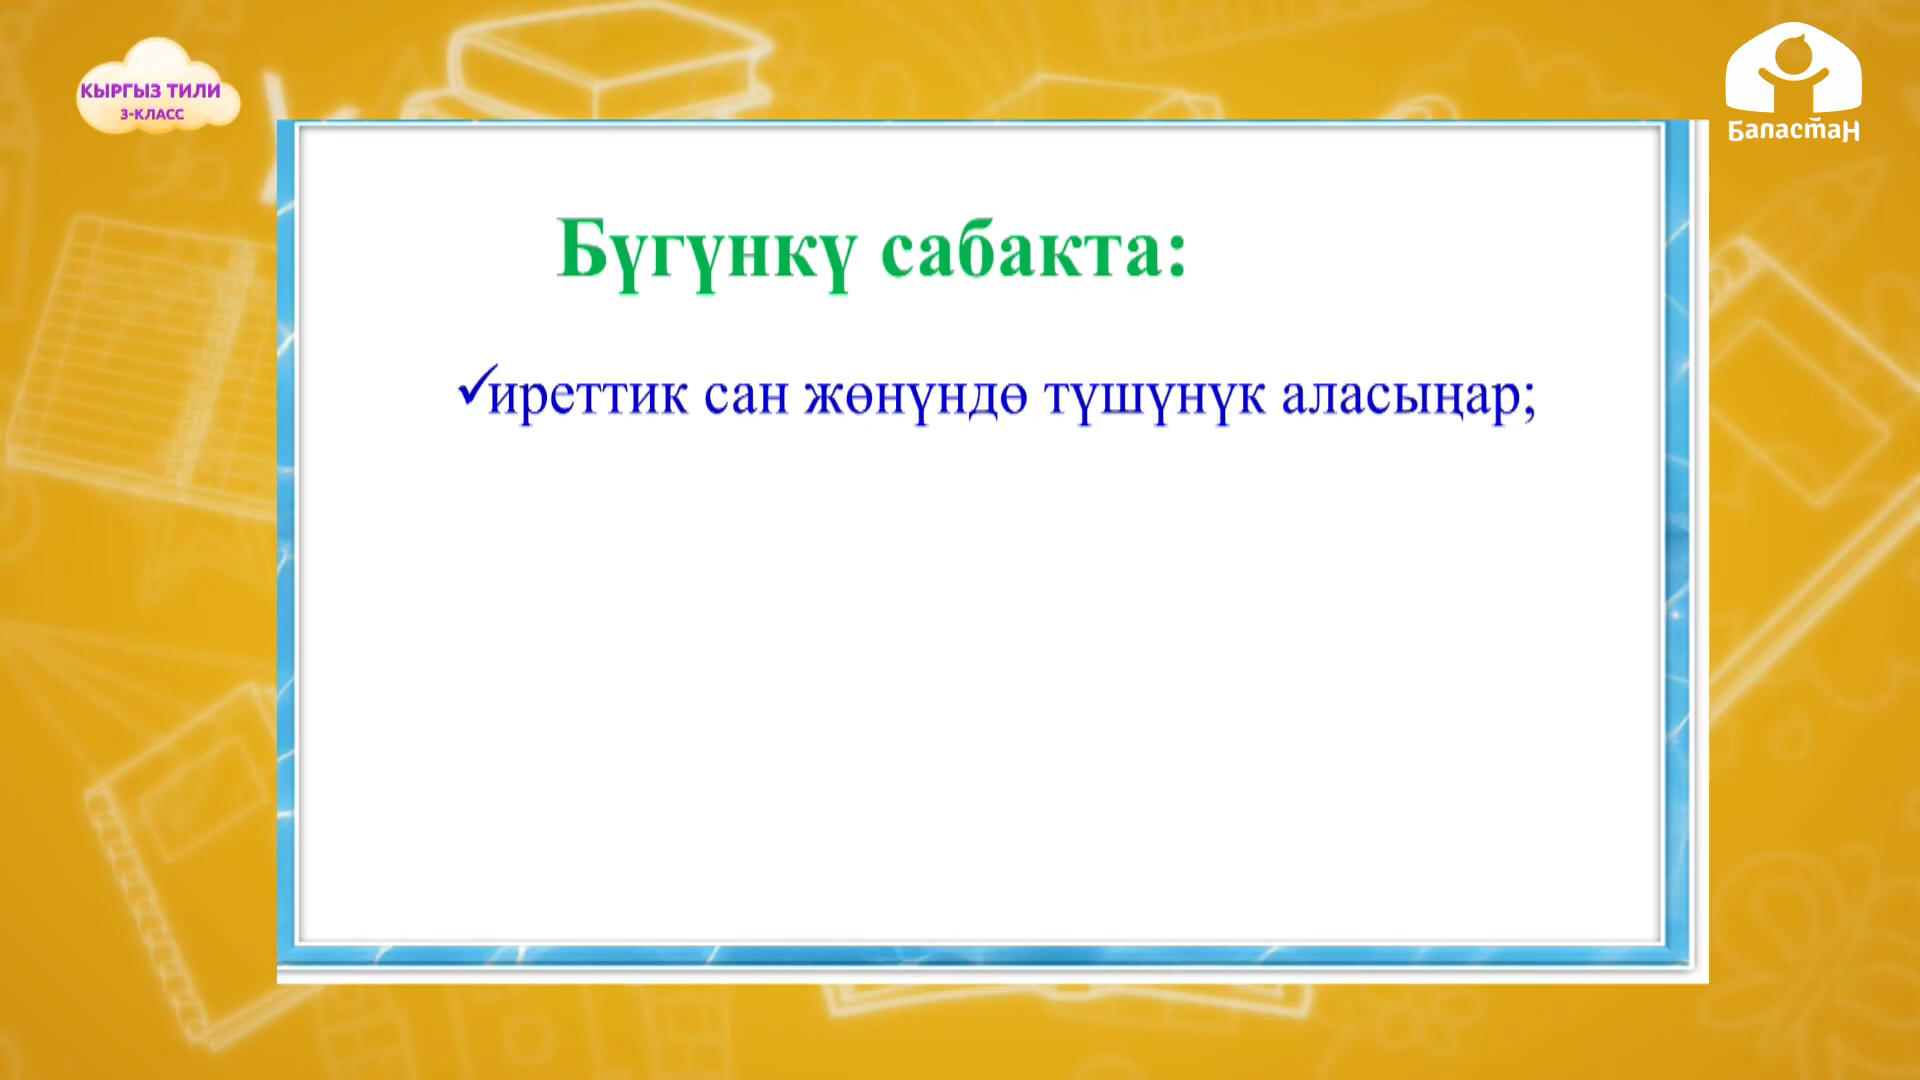 КЫРГЫЗ ТИЛИ
3-КЛАСС
Баластан
Бүгүнкү сабакта:
✓иреттик сан жөнүндө түшүнүк аласыңар;